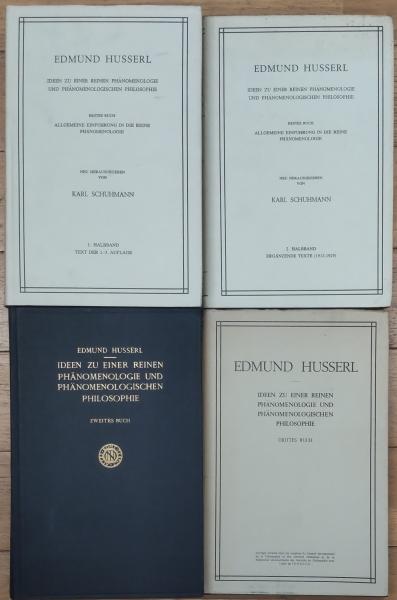 EDMUND HUSSERL
IDEEN ZU EINER REINEN PHÄNOMENOLOGIE
UND PHÄNOMENOLOGISCHEN PHILOSOPHIE
ERSTES BUCH
ALLGEMEINE EINFÜHRUNG IN DIE REINE
PHÄNOMENOLOGIE
NEU HERAUSGEGEBEN
VON
KARL SCHUHMANN
1. HALBBAND
TEXT DER 1.-3. AUFLAGE
EDMUND HUSSERL
IDEEN ZU EINER REINEN PHÄNOMENOLOGIE
UND PHÄNOMENOLOGISCHEN PHILOSOPHIE
ERSTES BUCH
ALLGEMEINE EINFÜHRUNG IN DIE REINE
PHÄNOMENOLOGIE
NEU HERAUSGEGEBEN
VON
KARL SCHUHMANN
2. HALBBAND
ERGÄNZENDE TEXTE (1912-1929)
EDMUND HUSSERL
IDEEN ZU EINER REINEN
PHÄNOMENOLOGIE UND
PHÄNOMENOLOGISCHEN
PHILOSOPHIE
ZWEITES BUCH
EDMUND HUSSERL
IDEEN ZU EINER REINEN
PHÄNOMENOLOGIE UND
PHÄNOMENOLOGISCHEN
PHILOSOPHIE
DRITTES BUCH